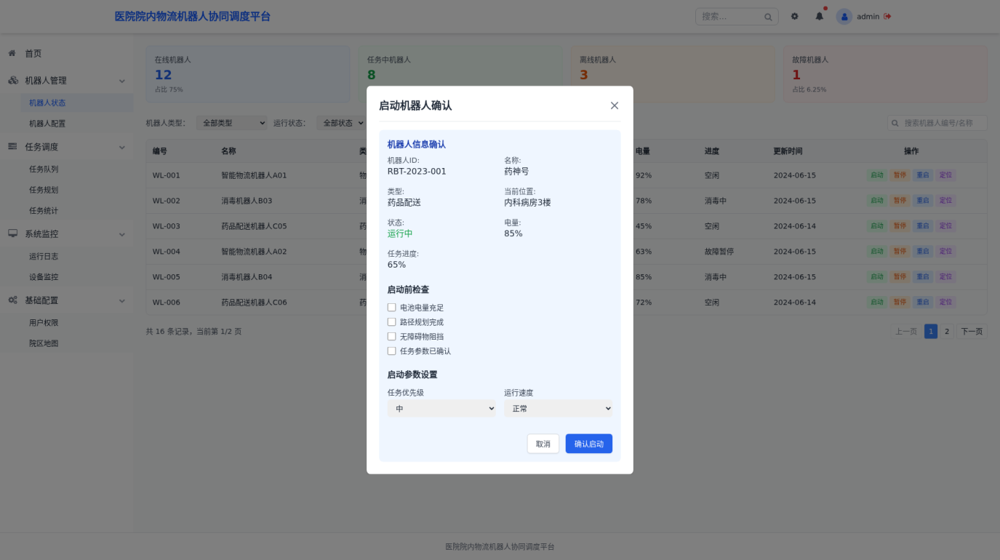 医院院内物流机器人协同调度平台
搜索...
admin
首页
机器人管理
机器人状态
机器人配置
任务调度
任务队列
任务规划
任务统计
系统监控
运行日志
设备监控
基础配置
用户权限
院区地图
在线机器人
12
占比 75%
任务中机器人
8
离线机器人
3
故障机器人
1
占比 6.25%
机器人类型: 全部类型 运行状态: 全部状态
搜索机器人编号/名称
编号 名称 类 电量 进度 更新时间 操作
WL-001 智能物流机器人A01 物 92% 空闲 2024-06-15 启动 暂停 重启 定位
WL-002 消毒机器人B03 消 78% 消毒中 2024-06-15 启动 暂停 重启 定位
WL-003 药品配送机器人C05 药 45% 空闲 2024-06-14 启动 暂停 重启 定位
WL-004 智能物流机器人A02 物 63% 故障暂停 2024-06-15 启动 暂停 重启 定位
WL-005 消毒机器人B04 消 85% 消毒中 2024-06-15 启动 暂停 重启 定位
WL-006 药品配送机器人C06 药 72% 空闲 2024-06-14 启动 暂停 重启 定位
共 16 条记录，当前第 1/2 页
上一页 1 2 下一页
启动机器人确认
机器人信息确认
机器人ID: 名称:
RBT-2023-001 药神号
类型: 当前位置:
药品配送 内科病房3楼
状态: 电量:
运行中 85%
任务进度:
65%
启动前检查
电池电量充足
路径规划完成
无障碍物阻挡
任务参数已确认
启动参数设置
任务优先级 运行速度
中 正常
取消 确认启动
医院院内物流机器人协同调度平台